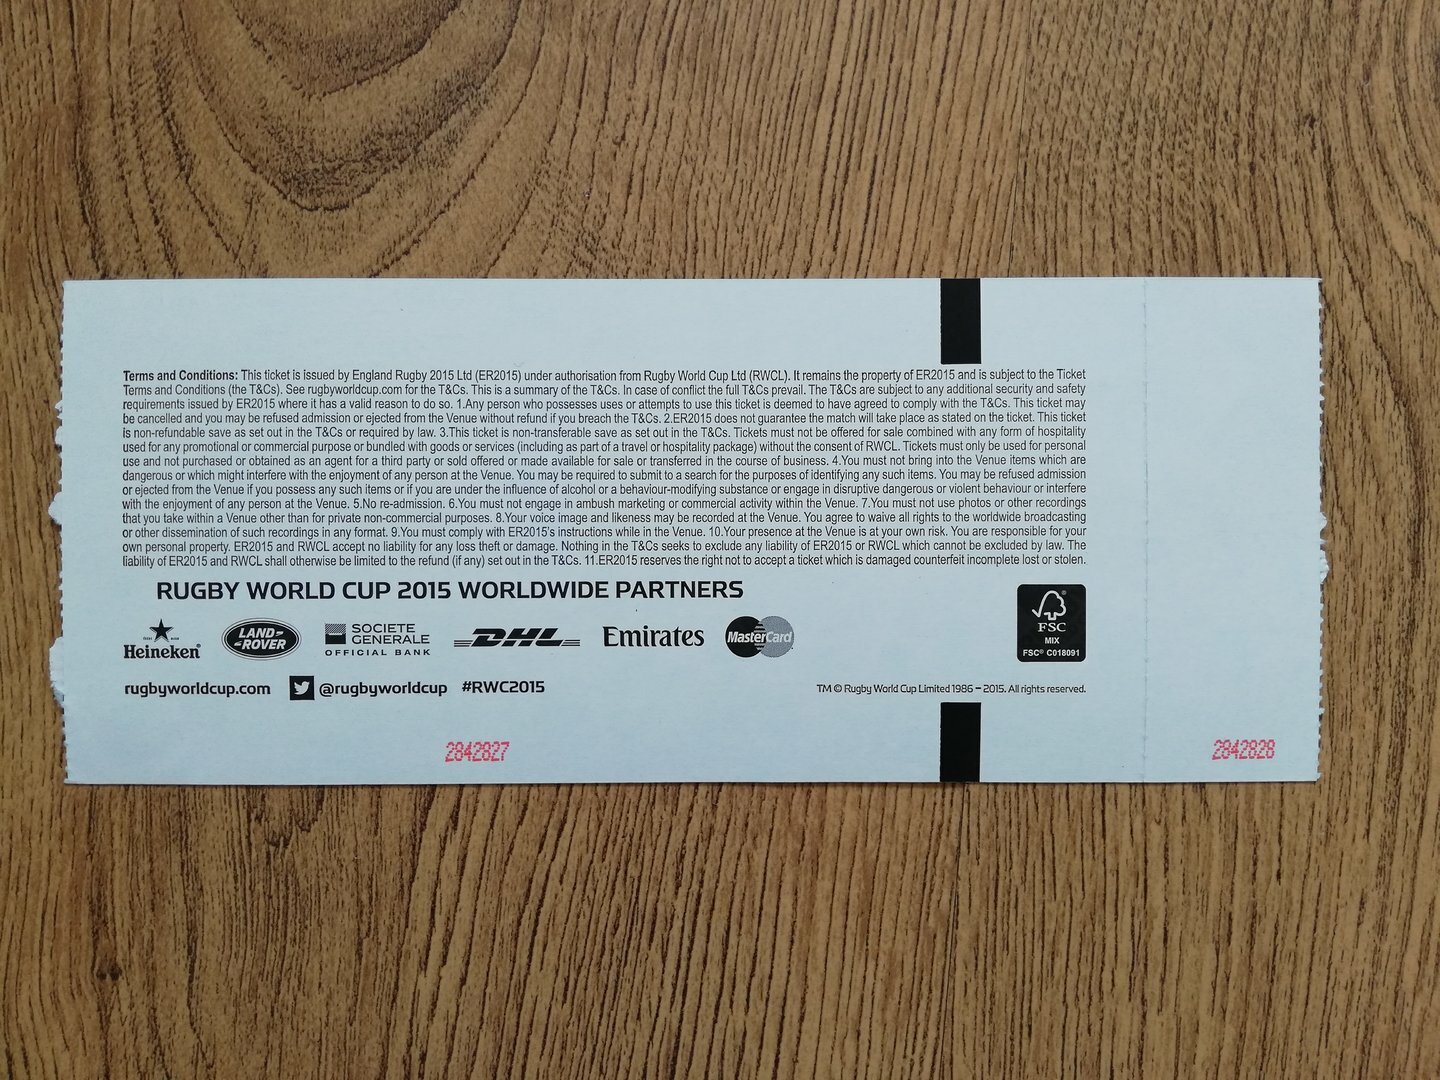 Terms and Conditions: This ticket is issued by England Rugby 2015 Ltd (ER2015) under authorisation from Rugby World Cup Ltd (RWCL). It remains the property of ER2015 and is subject to the Ticket
Terms and Conditions (the T&Cs). See rugbyworldcup.com for the T&Cs. This is a summary of the T&Cs. In case of conflict the full T&Cs prevail. The T&Cs are subject to any additional security and safety
requirements issued by ER2015 where it has a valid reason to do so. 1.Any person who possesses uses or attempts to use this ticket is deemed to have agreed to comply with the T&Cs. This ticket may
be cancelled and you may be refused admission or ejected from the Venue without refund if you breach the T&Cs. 2.ER2015 does not guarantee the match will take place as stated on the ticket. This ticket
is non-refundable save as set out in the T&Cs or required by law. 3.This ticket is non-transferable save as set out in the T&Cs. Tickets must not be offered for sale combined with any form of hospitality
used for any promotional or commercial purpose or bundled with goods or services (including as part of a travel or hospitality package) without the consent of RWCL. Tickets must only be used for personal
use and not purchased or obtained as an agent for a third party or sold offered or made available for sale or transferred in the course of business. 4.You must not bring into the Venue items which are
dangerous or which might interfere with the enjoyment of any person at the Venue. You may be required to submit to a search for the purposes of identifying any such items. You may be refused admission
or ejected from the Venue if you possess any such items or if you are under the influence of alcohol or a behaviour-modifying substance or engage in disruptive dangerous or violent behaviour or interfere
with the enjoyment of any person at the Venue. 5.No re-admission. 6.You must not engage in ambush marketing or commercial activity within the Venue. 7.You must not use photos or other recordings
that you take within a Venue other than for private non-commercial purposes. 8.Your voice image and likeness may be recorded at the Venue. You agree to waive all rights to the worldwide broadcasting
or other dissemination of such recordings in any format. 9.You must comply with ER2015's instructions while in the Venue. 10.Your presence at the Venue is at your own risk. You are responsible for your
own personal property. ER2015 and RWCL accept no liability for any loss theft or damage. Nothing in the T&Cs seeks to exclude any liability of ER2015 or RWCL which cannot be excluded by law. The
liability of ER2015 and RWCL shall otherwise be limited to the refund (if any) set out in the T&Cs. 11.ER2015 reserves the right not to accept a ticket which is damaged counterfeit incomplete lost or stolen.
RUGBY WORLD CUP 2015 WORLDWIDE PARTNERS
Heineken
LAND-
-ROVER
SOCIETE
GENERALE
OFFICIAL BANK
DHL
Emirates
MasterCard
FSC
MIX
FSC® C018091
rugbyworldcup.com @rugbyworldcup #RWC2015
TM © Rugby World Cup Limited 1986 – 2015. All rights reserved.
2842827
2842828